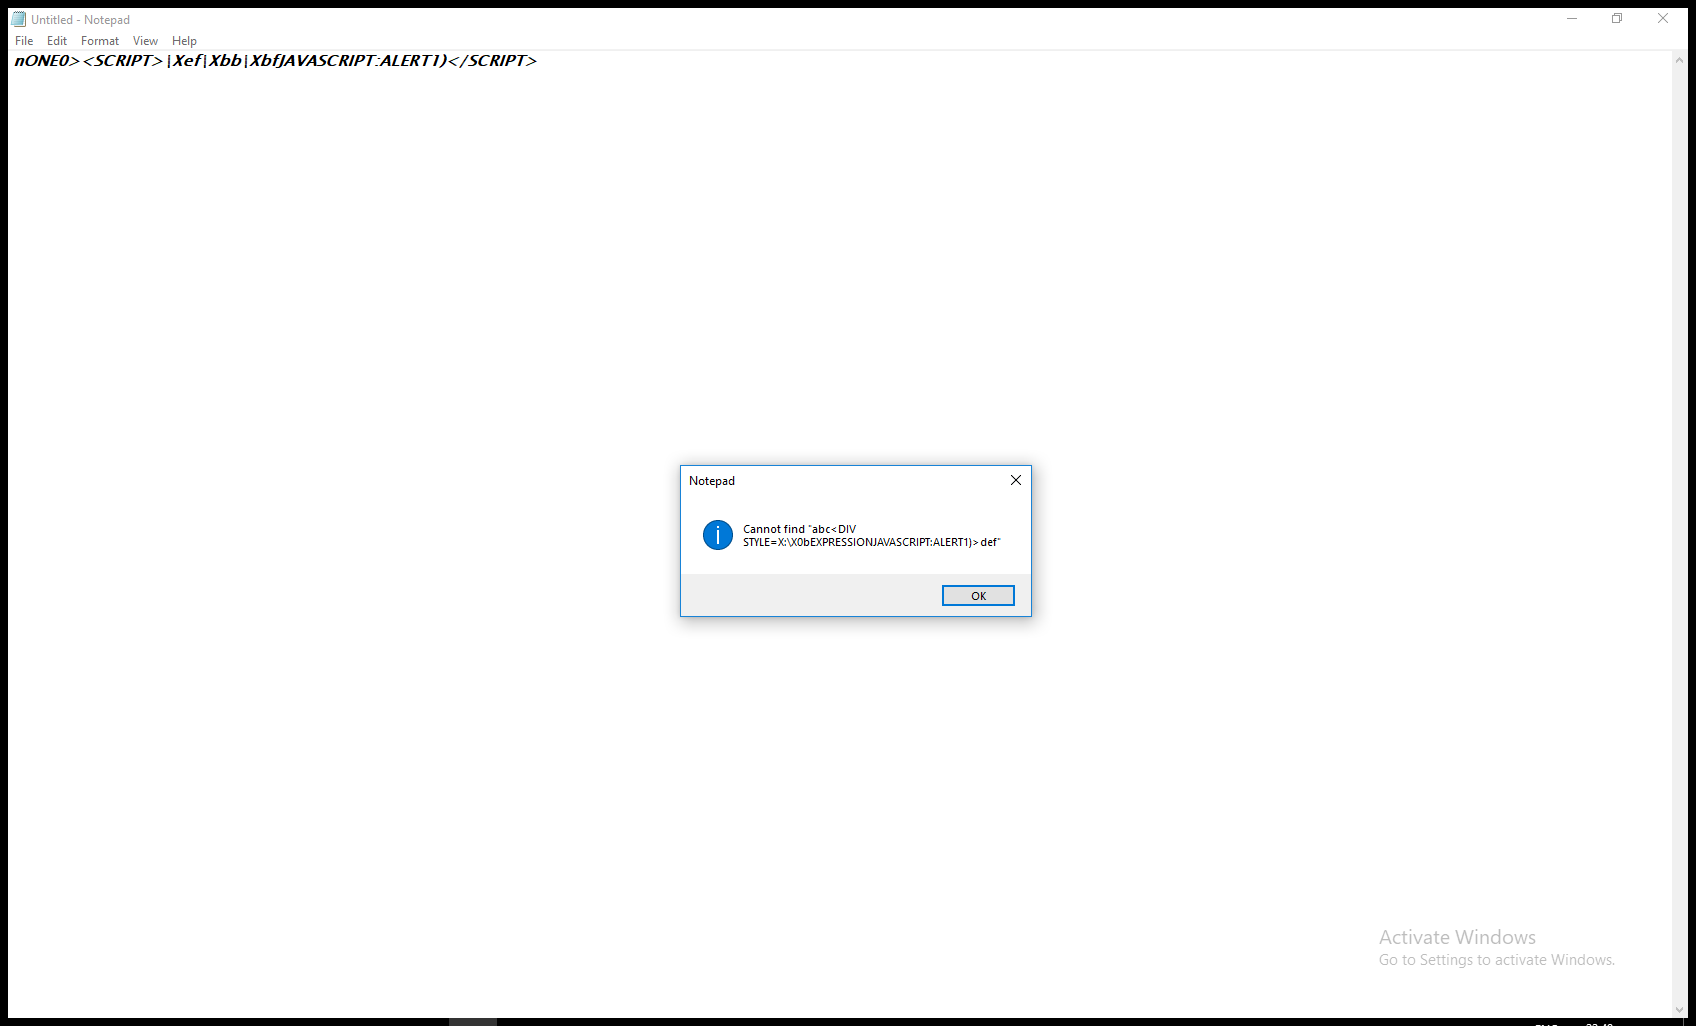 Untitled - Notepad
File Edit Format View Help
nONE0><SCRIPT>\Xef\Xbb\XbfJAVASCRIPT:ALERT1)</SCRIPT>
Notepad
Cannot find "abc<DIV
STYLE=X:\X0bEXPRESSIONJAVASCRIPT:ALERT1)>def"
OK
Activate Windows
Go to Settings to activate Windows.